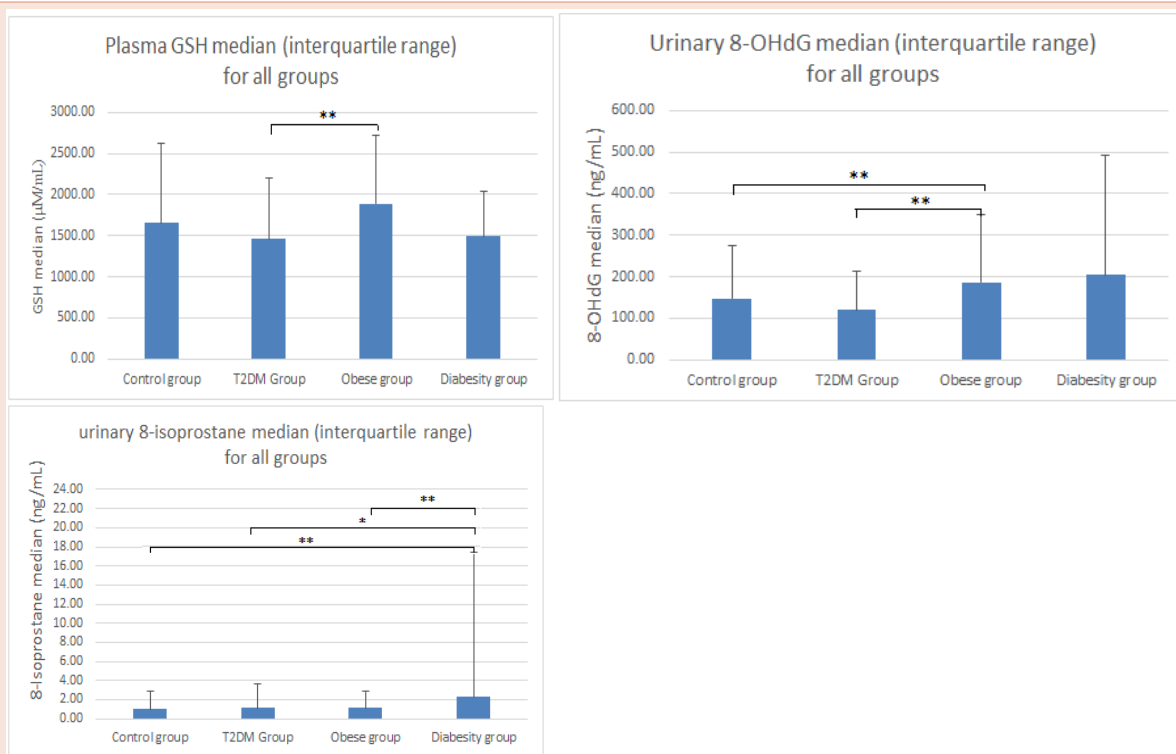 Plasma GSH median (interquartile range)
for all groups
GSH median (µM/mL)
3000.00
2500.00
2000.00
1500.00
1000.00
500.00
0.00
**
Control group
T2DM Group
Obese group
Diabesity group
Urinary 8-OHdG median (interquartile range)
for all groups
8-OHdG median (ng/mL)
600.00
500.00
400.00
300.00
200.00
100.00
0.00
**
**
Control group
T2DM Group
Obese group
Diabesity group
urinary 8-isoprostane median (interquartile range)
for all groups
8-Isoprostane median (ng/mL)
24.00
22.00
20.00
18.00
16.00
14.00
12.00
10.00
8.00
6.00
4.00
2.00
0.00
**
*
**
Control group
T2DM Group
Obese group
Diabesity group